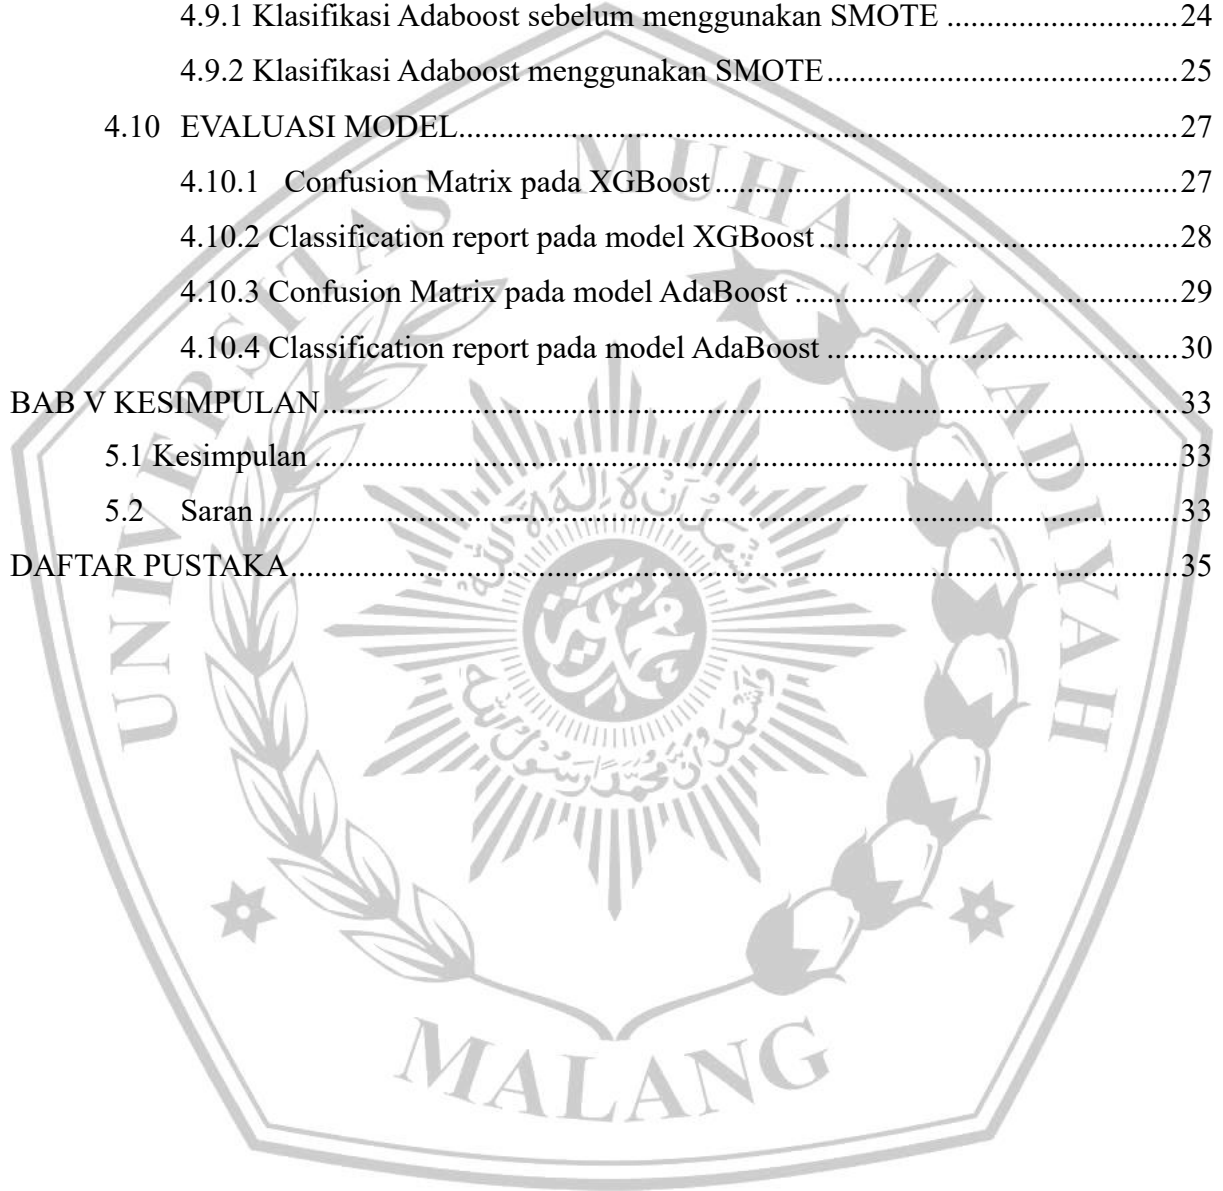 4.9.1 Klasifikasi Adaboost sebelum menggunakan SMOTE ............................24
4.9.2 Klasifikasi Adaboost menggunakan SMOTE..........................................25
4.10 EVALUASI MODEL.................................................................................27
4.10.1 Confusion Matrix pada XGBoost.........................................................27
4.10.2 Classification report pada model XGBoost...........................................28
4.10.3 Confusion Matrix pada model AdaBoost ..............................................29
4.10.4 Classification report pada model AdaBoost ..........................................30
BAB V KESIMPULAN.....................................................................................33
5.1 Kesimpulan ................................................................................................33
5.2 Saran ..........................................................................................................33
DAFTAR PUSTAKA.........................................................................................35
UNIVERSITAS MUHAMMADIYAH
MALANG